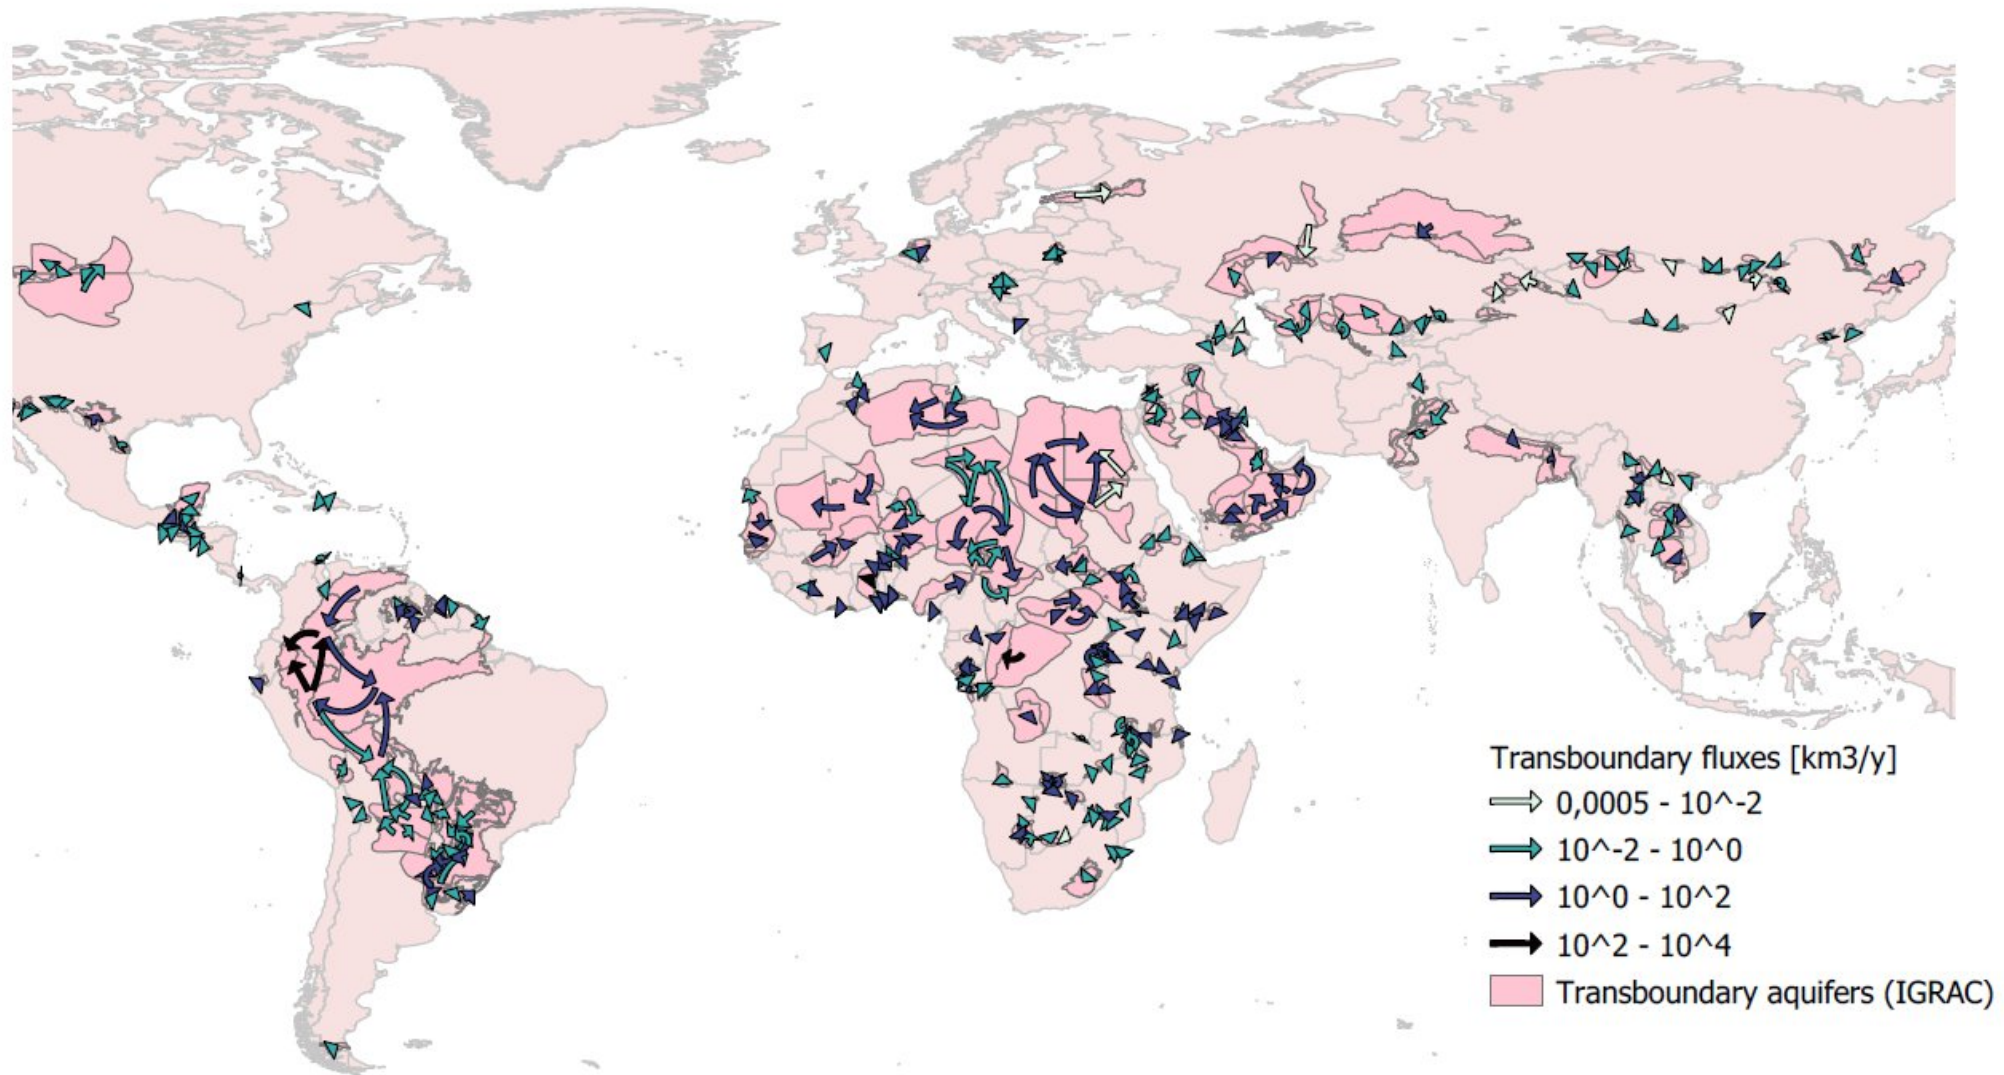 Transboundary fluxes [km3/y]
0,0005 - 10^-2
10^-2 - 10^0
10^0 - 10^2
10^2 - 10^4
Transboundary aquifers (IGRAC)